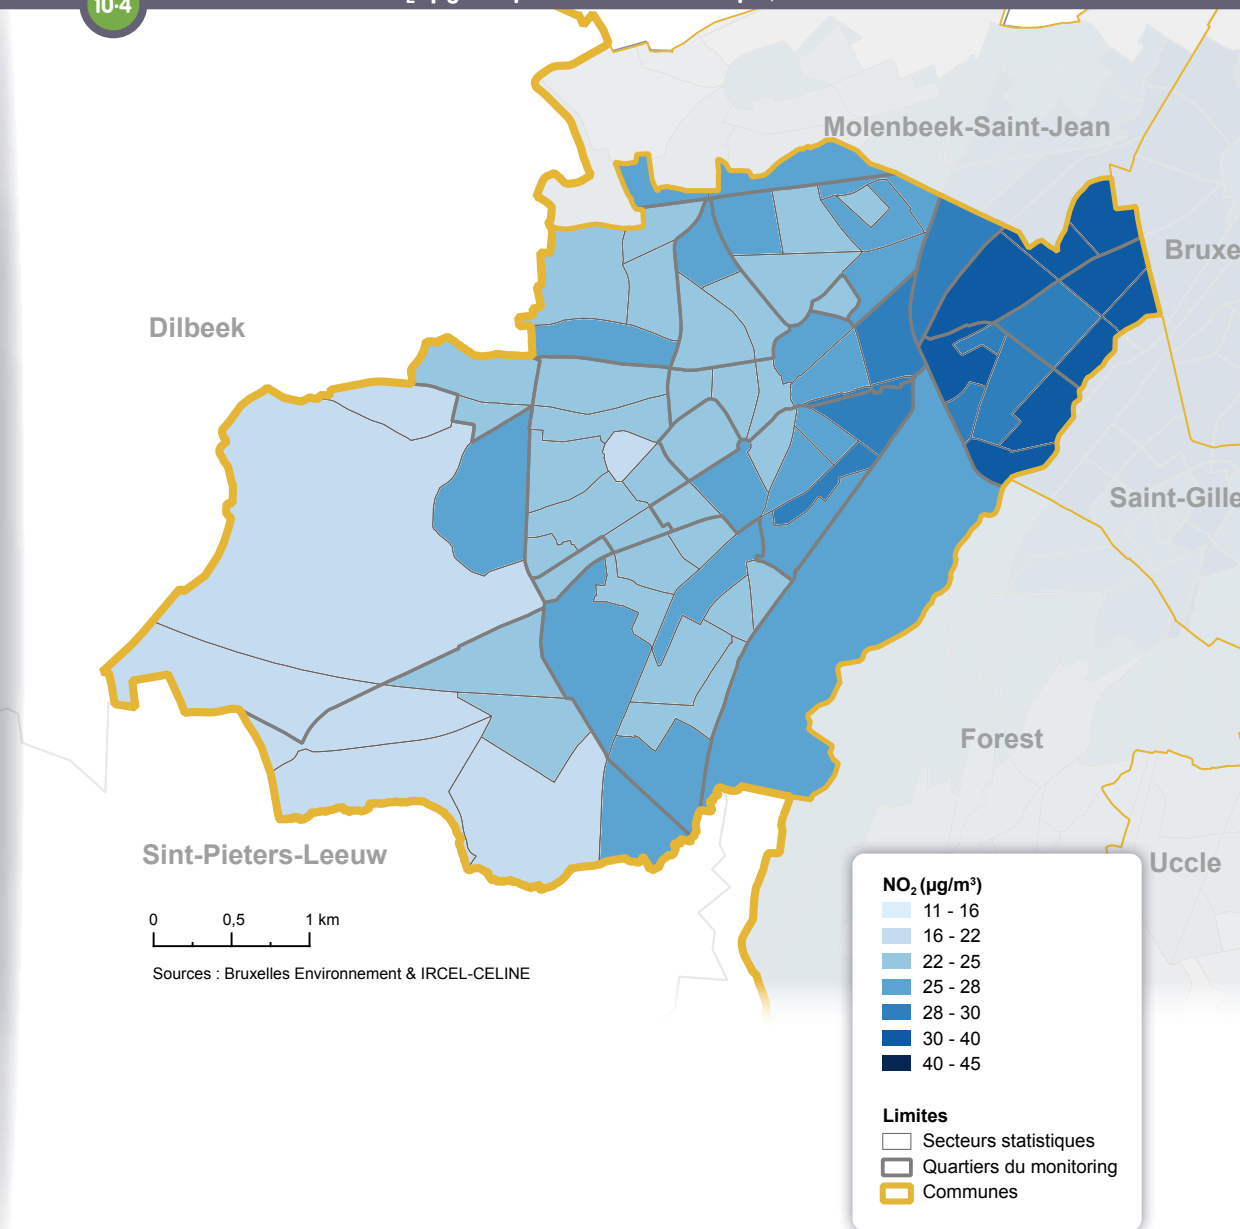 10·4
Molenbeek-Saint-Jean
Bruxe
Dilbeek
Saint-Gille
Forest
Sint-Pieters-Leeuw
Uccle
0 0,5 1 km
Sources : Bruxelles Environnement & IRCEL-CELINE
NO₂ (µg/m³)
11 - 16
16 - 22
22 - 25
25 - 28
28 - 30
30 - 40
40 - 45
Limites
Secteurs statistiques
Quartiers du monitoring
Communes